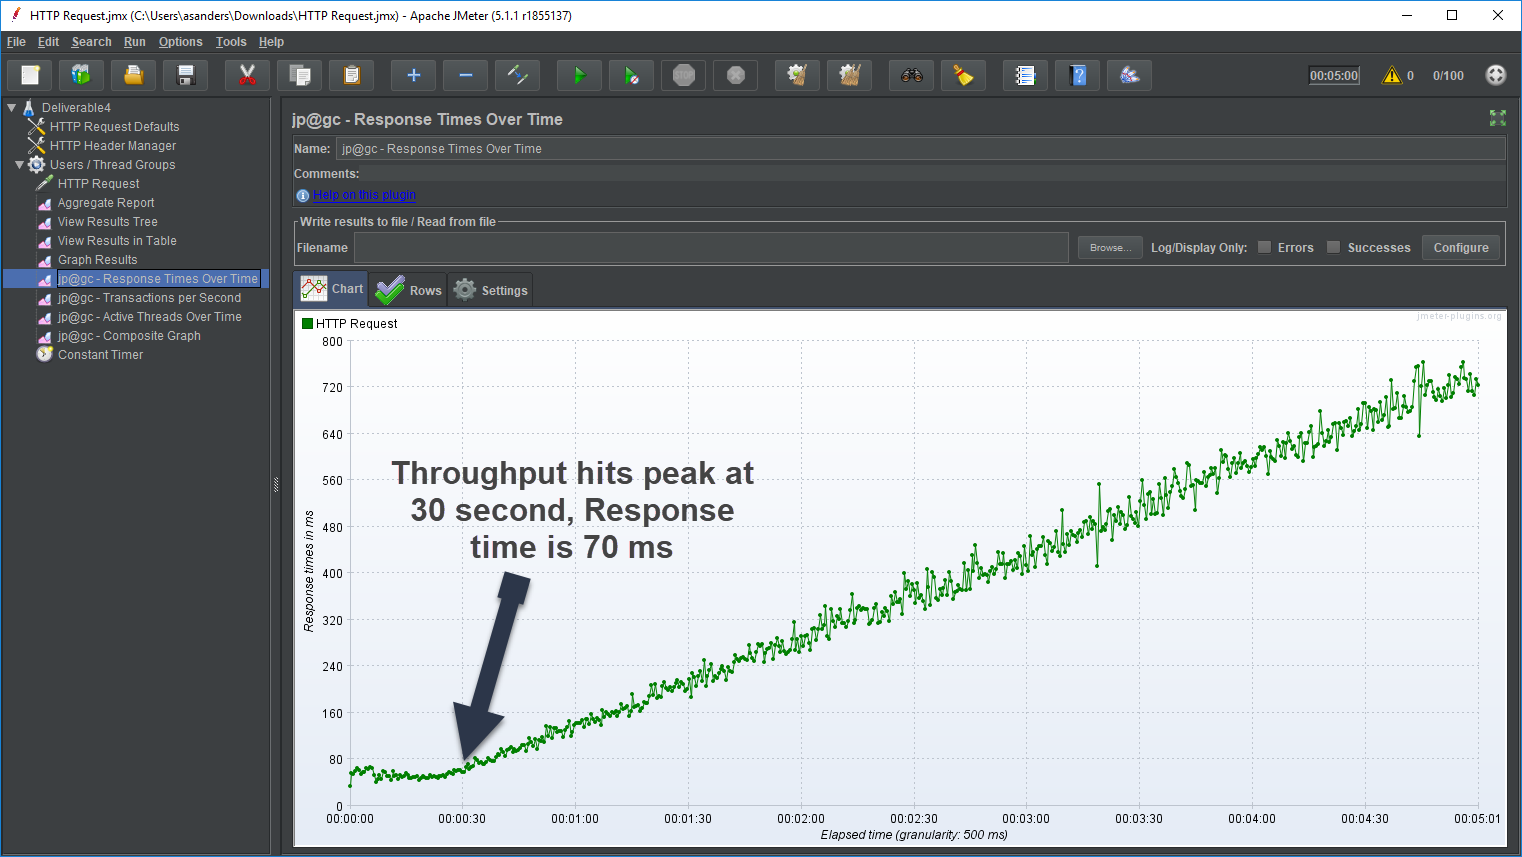 HTTP Request.jmx (C:\Users\asanders\Downloads\HTTP Request.jmx) - Apache JMeter (5.1.1 r1855137)
File Edit Search Run Options Tools Help
STOP
00:05:00 0 0/100
Deliverable4
HTTP Request Defaults
HTTP Header Manager
Users / Thread Groups
HTTP Request
Aggregate Report
View Results Tree
View Results in Table
Graph Results
jp@gc - Response Times Over Time
jp@gc - Transactions per Second
jp@gc - Active Threads Over Time
jp@gc - Composite Graph
Constant Timer
jp@gc - Response Times Over Time
Name: jp@gc - Response Times Over Time
Comments:
Help on this plugin
Write results to file / Read from file
Filename Browse... Log/Display Only: Errors Successes Configure
Chart Rows Settings
HTTP Request
jmeter-plugins.org
800
720
640
560
480
400
320
240
160
80
0
Response times in ms
Throughput hits peak at
30 second, Response
time is 70 ms
00:00:00 00:00:30 00:01:00 00:01:30 00:02:00 00:02:30 00:03:00 00:03:30 00:04:00 00:04:30 00:05:01
Elapsed time (granularity: 500 ms)